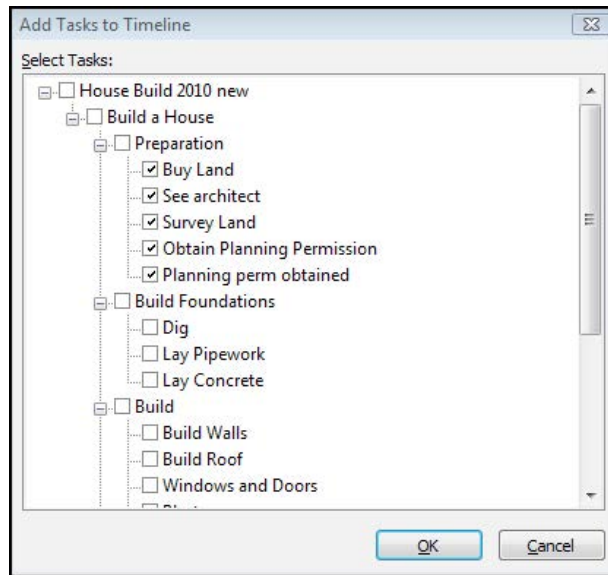 Add Tasks to Timeline
Select Tasks:
House Build 2010 new
Build a House
Preparation
Buy Land
See architect
Survey Land
Obtain Planning Permission
Planning perm obtained
Build Foundations
Dig
Lay Pipework
Lay Concrete
Build
Build Walls
Build Roof
Windows and Doors
OK
Cancel